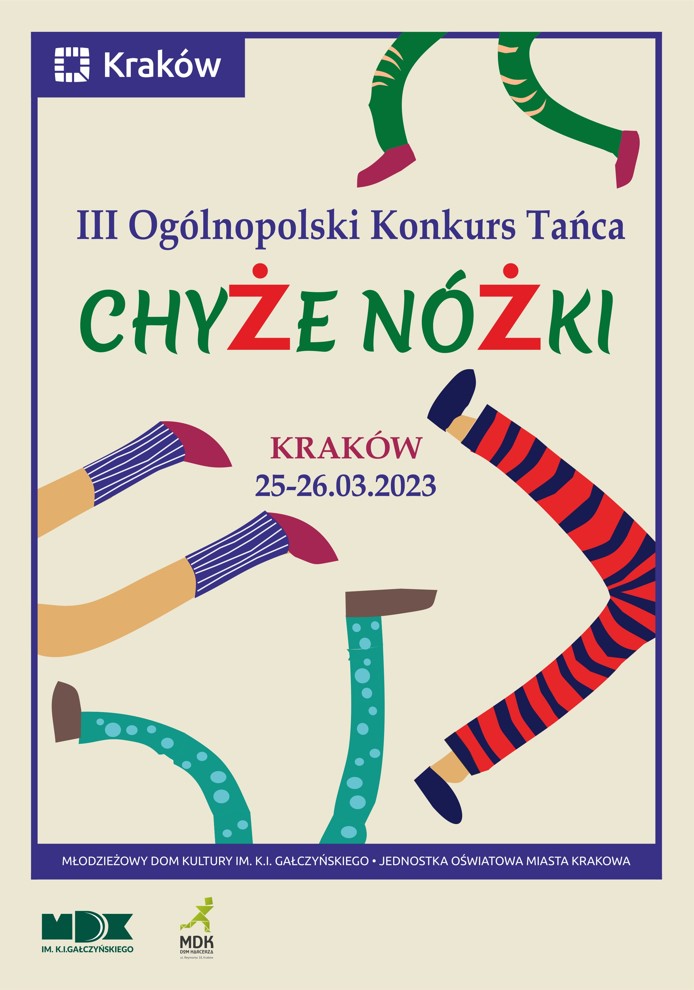 Kraków
III Ogólnopolski Konkurs Tańca
CHYŻE NÓŻKI
KRAKÓW
25-26.03.2023
MŁODZIEŻOWY DOM KULTURY IM. K.I. GAŁCZYŃSKIEGO • JEDNOSTKA OŚWIATOWA MIASTA KRAKOWA
MDK
IM. K.I.GAŁCZYŃSKIEGO
MDK
DOM HARCERZA